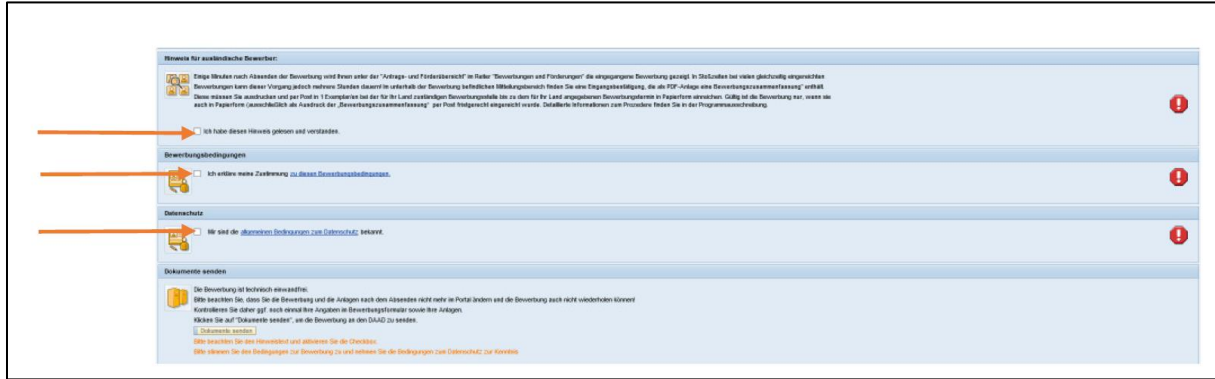 Hinweis für ausländische Bewerber:
Einige Minuten nach Absenden der Bewerbung wird Ihnen unter der "Antrags- und Förderübersicht" im Reiter "Bewerbungen und Förderungen" die eingegangene Bewerbung gezeigt. In Stoßzeiten bei vielen gleichzeitig eingereichten
Bewerbungen kann dieser Vorgang jedoch mehrere Stunden dauern! Im unterhalb der Bewerbung befindlichen Mitteilungsbereich finden Sie eine Eingangsbestätigung, die als PDF-Anlage eine Bewerbungszusammenfassung" enthält.
Diese müssen Sie ausdrucken und per Post in 1 Exemplar/en bei der für Ihr Land zuständigen Bewerbungsstelle bis zu dem für Ihr Land angegebenen Bewerbungstermin in Papierform einreichen. Gültig ist die Bewerbung nur, wenn sie
auch in Papierform (ausschließlich als Ausdruck der „Bewerbungszusammenfassung" per Post fristgerecht eingereicht wurde. Detaillierte Informationen zum Prozedere finden Sie in der Programmausschreibung.
Ich habe diesen Hinweis gelesen und verstanden.
Bewerbungsbedingungen
Ich erkläre meine Zustimmung zu diesen Bewerbungsbedingungen.
Datenschutz
Mir sind die allgemeinen Bedingungen zum Datenschutz bekannt.
Dokumente senden
Die Bewerbung ist technisch einwandfrei.
Bitte beachten Sie, dass Sie die Bewerbung und die Anlagen nach dem Absenden nicht mehr im Portal ändern und die Bewerbung auch nicht wiederholen können!
Kontrollieren Sie daher ggf. noch einmal Ihre Angaben im Bewerbungsformular sowie Ihre Anlagen.
Klicken Sie auf "Dokumente senden", um die Bewerbung an den DAAD zu senden.
Dokumente senden
Bitte beachten Sie den Hinweistext und aktivieren Sie die Checkbox.
Bitte stimmen Sie den Bedingungen zur Bewerbung zu und nehmen Sie die Bedingungen zum Datenschutz zur Kenntnis